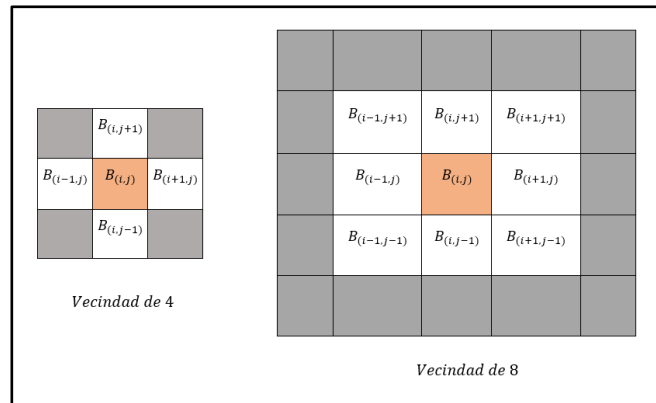 B(i,j+1)
B(i−1,j) B(i,j) B(i+1,j)
B(i,j−1)
Vecindad de 4
B(i−1,j+1) B(i,j+1) B(i+1,j+1)
B(i−1,j) B(i,j) B(i+1,j)
B(i−1,j−1) B(i,j−1) B(i+1,j−1)
Vecindad de 8